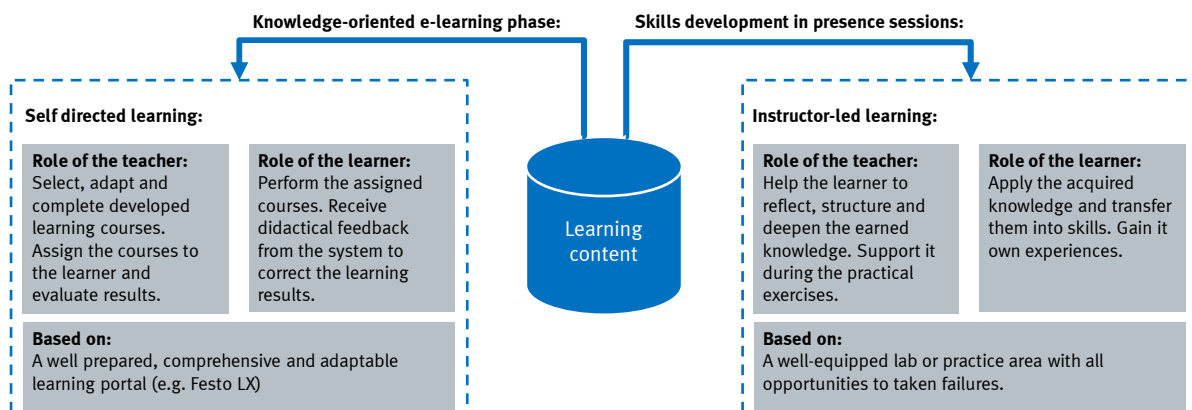 Knowledge-oriented e-learning phase:
Skills development in presence sessions:
Self directed learning:
Role of the teacher:
Select, adapt and
complete developed
learning courses.
Assign the courses to
the learner and
evaluate results.
Role of the learner:
Perform the assigned
courses. Receive
didactical feedback
from the system to
correct the learning
results.
Based on:
A well prepared, comprehensive and adaptable
learning portal (e.g. Festo LX)
Learning
content
Instructor-led learning:
Role of the teacher:
Help the learner to
reflect, structure and
deepen the earned
knowledge. Support it
during the practical
exercises.
Role of the learner:
Apply the acquired
knowledge and transfer
them into skills. Gain it
own experiences.
Based on:
A well-equipped lab or practice area with all
opportunities to taken failures.